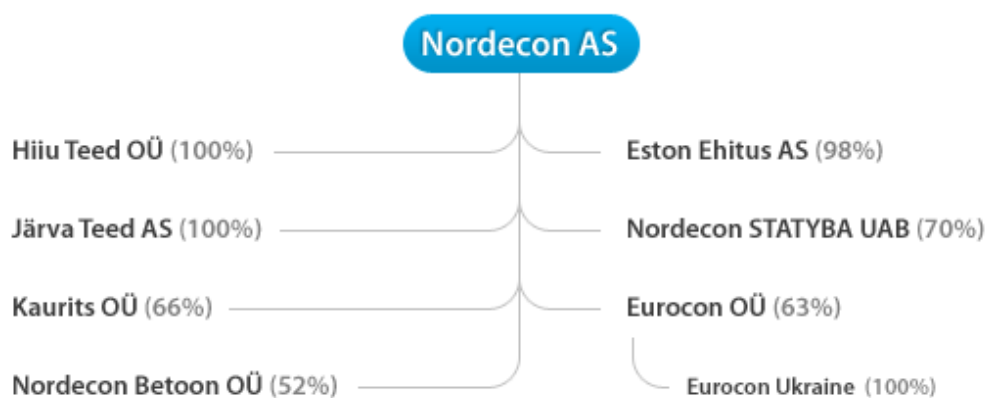 Nordecon AS
Hiiu Teed OÜ (100%)
Eston Ehitus AS (98%)
Järva Teed AS (100%)
Nordecon STATYBA UAB (70%)
Kaurits OÜ (66%)
Eurocon OÜ (63%)
Nordecon Betoon OÜ (52%)
Eurocon Ukraine (100%)